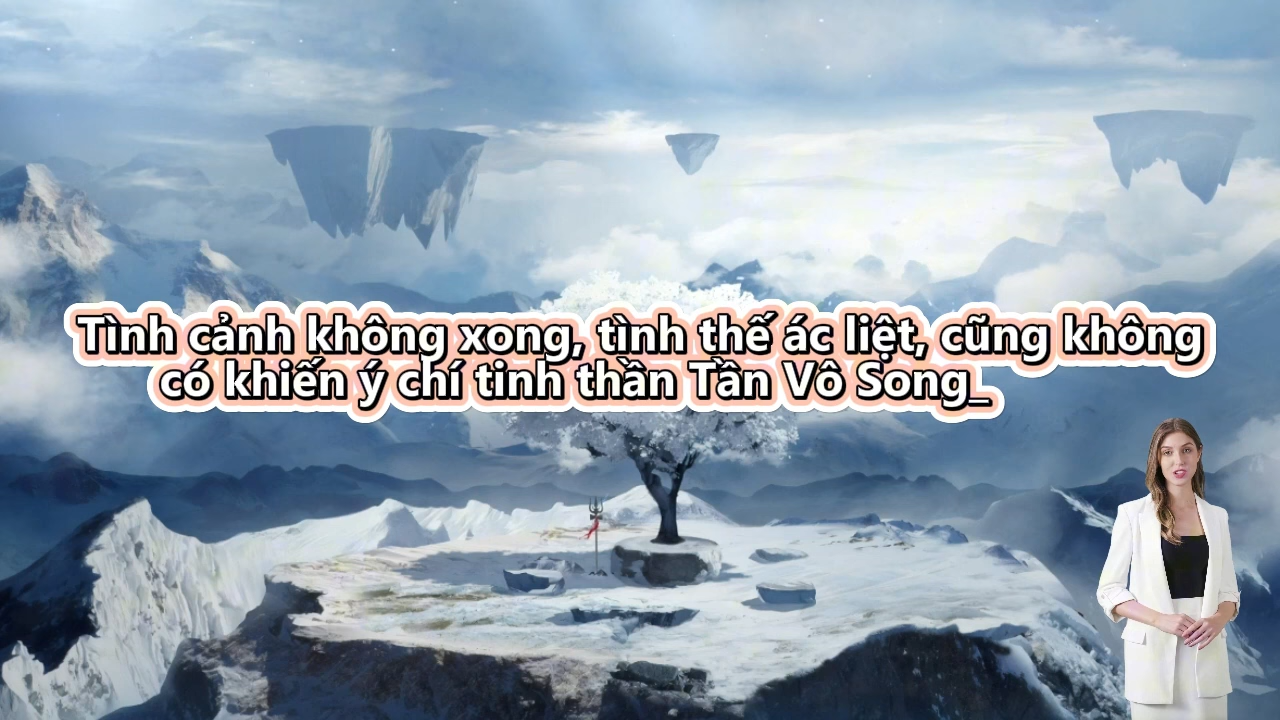 Tình cảnh không xong, tình thế ác liệt, cũng không
có khiến ý chí tinh thần Tần Vô Song_